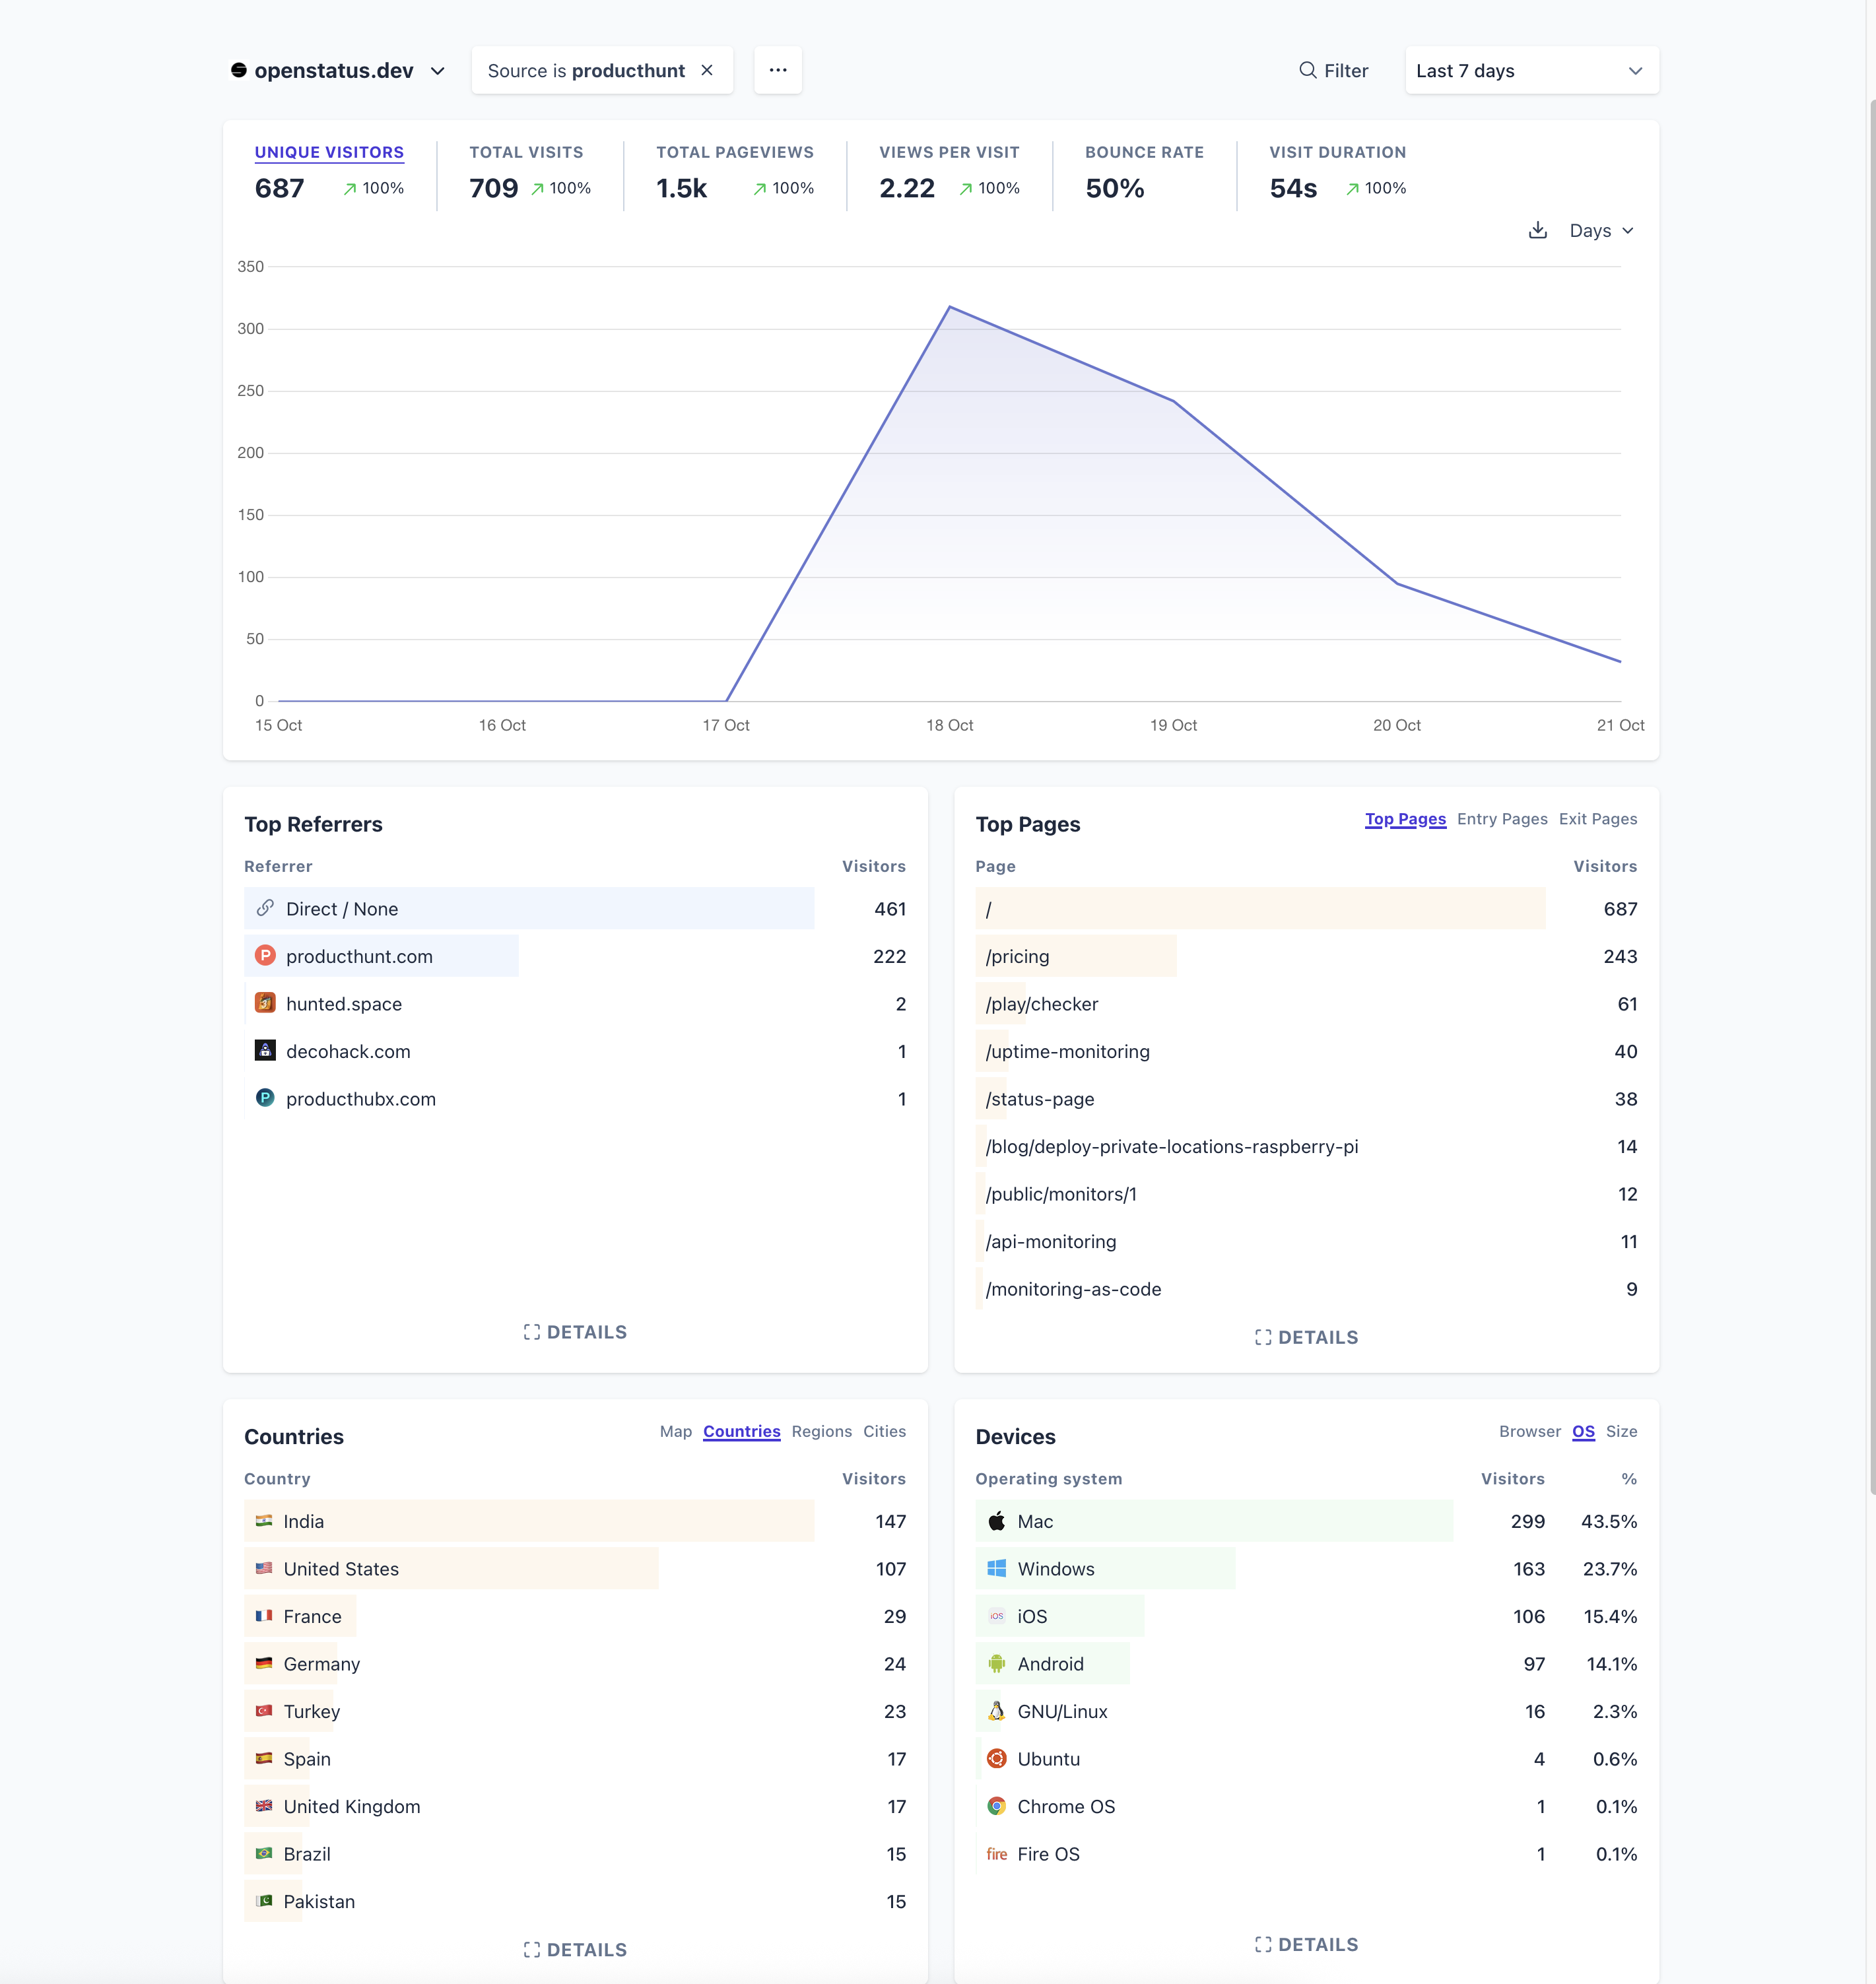 openstatus.dev Source is producthunt ✕ ... Filter Last 7 days
UNIQUE VISITORS TOTAL VISITS TOTAL PAGEVIEWS VIEWS PER VISIT BOUNCE RATE VISIT DURATION
687 100% 709 100% 1.5k 100% 2.22 100% 50% 54s 100%
Days
350
300
250
200
150
100
50
0
15 Oct 16 Oct 17 Oct 18 Oct 19 Oct 20 Oct 21 Oct
Top Referrers
Referrer Visitors
Direct / None 461
P producthunt.com 222
hunted.space 2
decohack.com 1
P producthubx.com 1
DETAILS
Top Pages Top Pages Entry Pages Exit Pages
Page Visitors
/ 687
/pricing 243
/play/checker 61
/uptime-monitoring 40
/status-page 38
/blog/deploy-private-locations-raspberry-pi 14
/public/monitors/1 12
/api-monitoring 11
/monitoring-as-code 9
DETAILS
Countries Map Countries Regions Cities
Country Visitors
India 147
United States 107
France 29
Germany 24
Turkey 23
Spain 17
United Kingdom 17
Brazil 15
Pakistan 15
DETAILS
Devices Browser OS Size
Operating system Visitors %
Mac 299 43.5%
Windows 163 23.7%
iOS iOS 106 15.4%
Android 97 14.1%
GNU/Linux 16 2.3%
Ubuntu 4 0.6%
Chrome OS 1 0.1%
fire Fire OS 1 0.1%
DETAILS